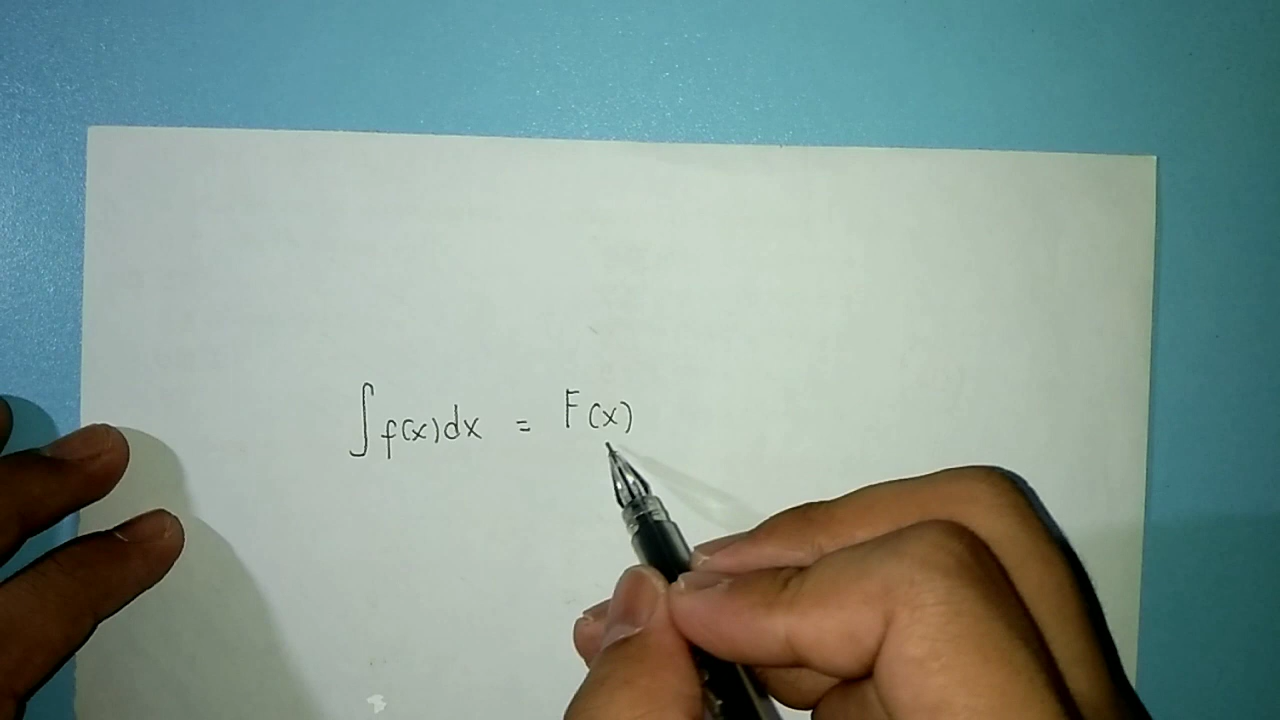 ∫f(x)dx = F(x)